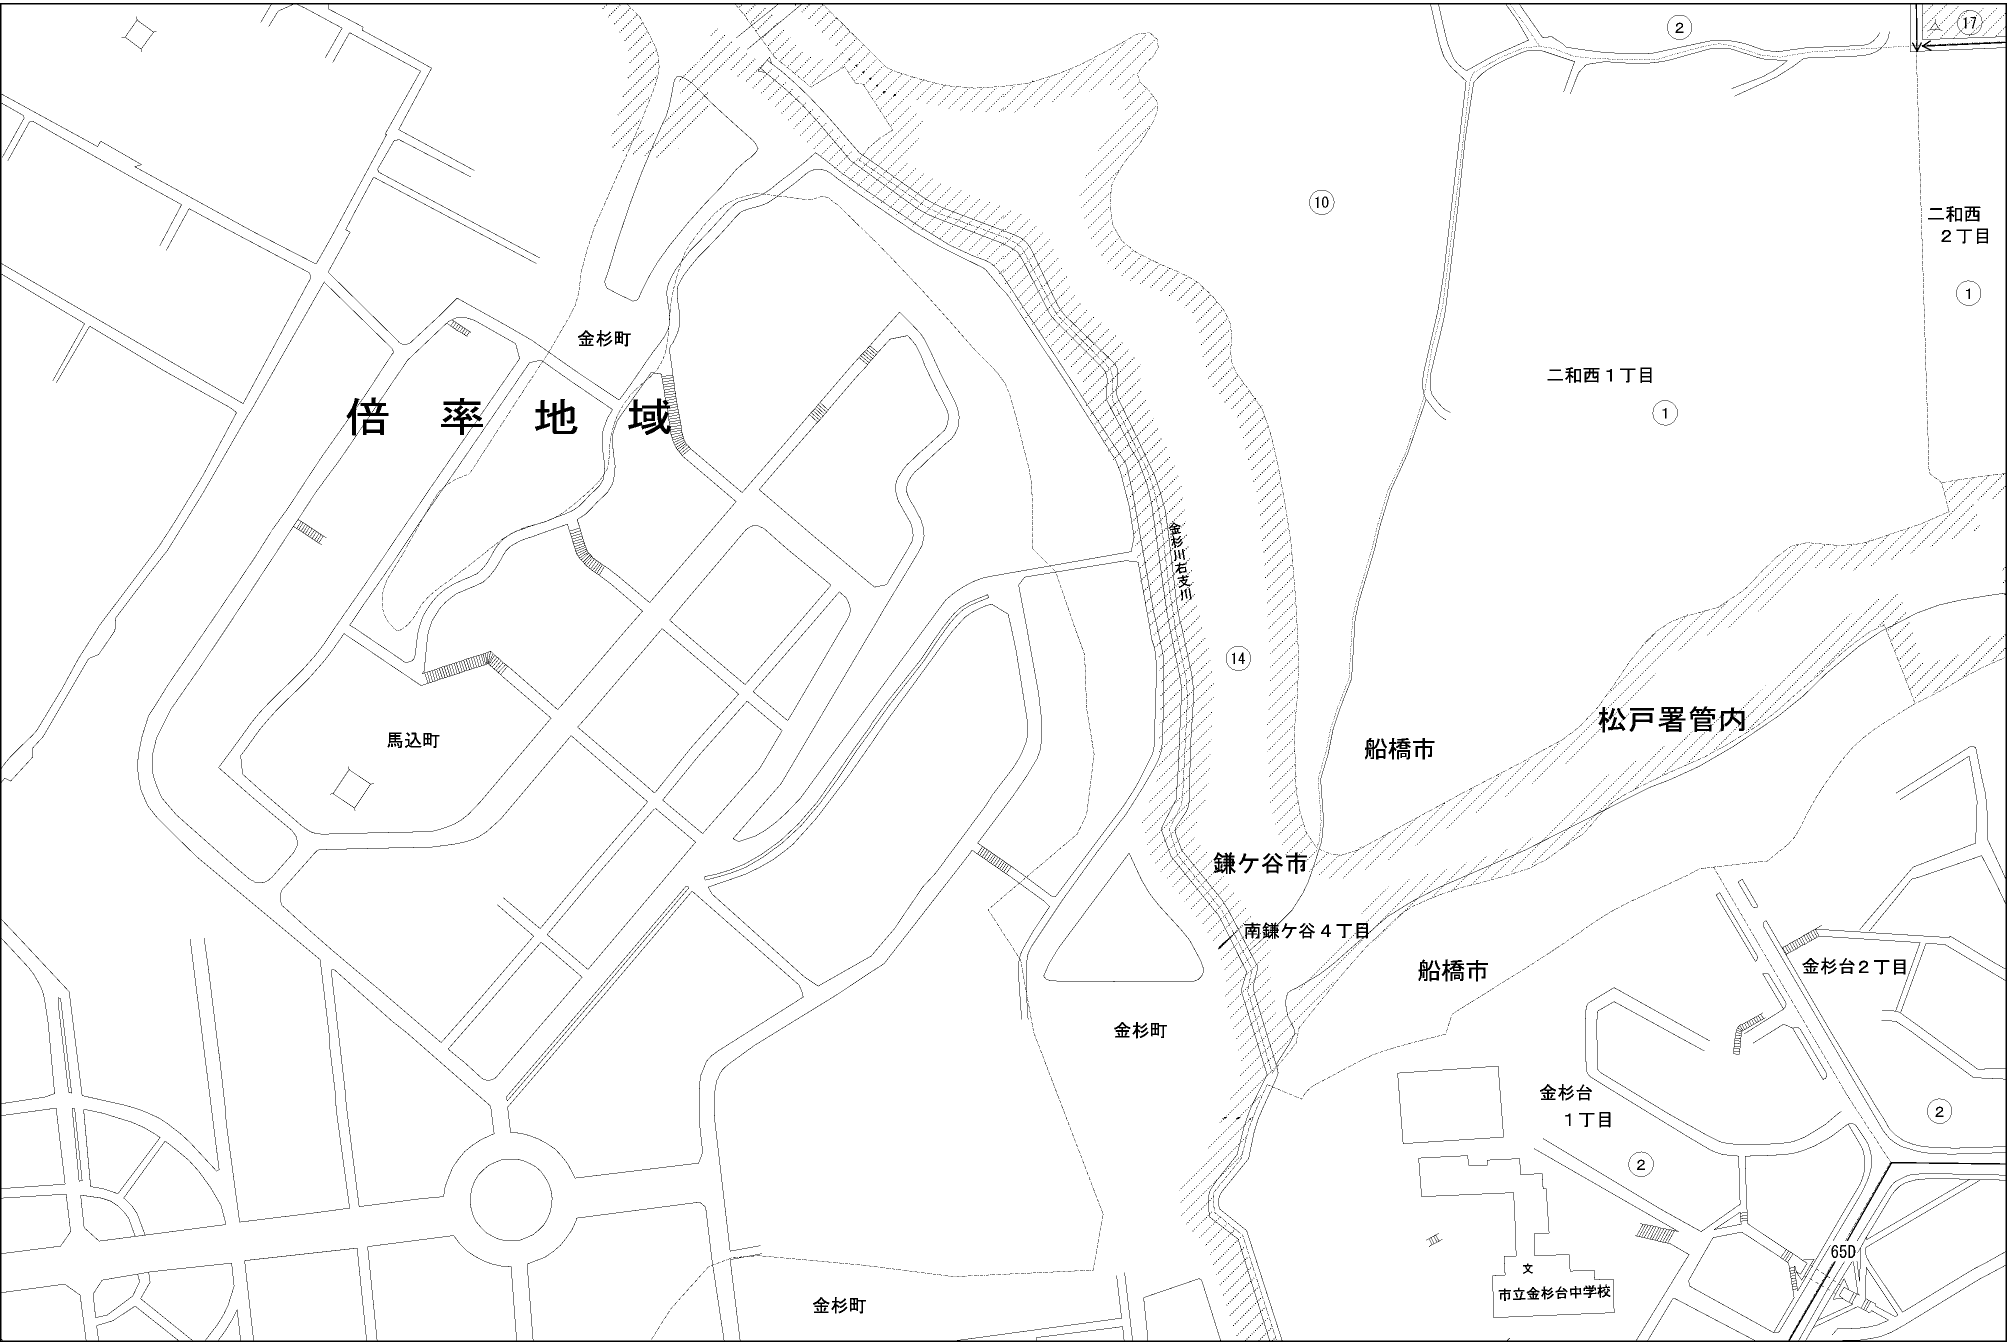 2
17
10
二和西
2丁目
1
金杉町
二和西1丁目
1
倍率地域
金杉川右支川
14
松戸署管内
馬込町
船橋市
鎌ケ谷市
南鎌ケ谷4丁目
船橋市
金杉台2丁目
金杉町
金杉台
1丁目
2
2
65D
文
市立金杉台中学校
金杉町